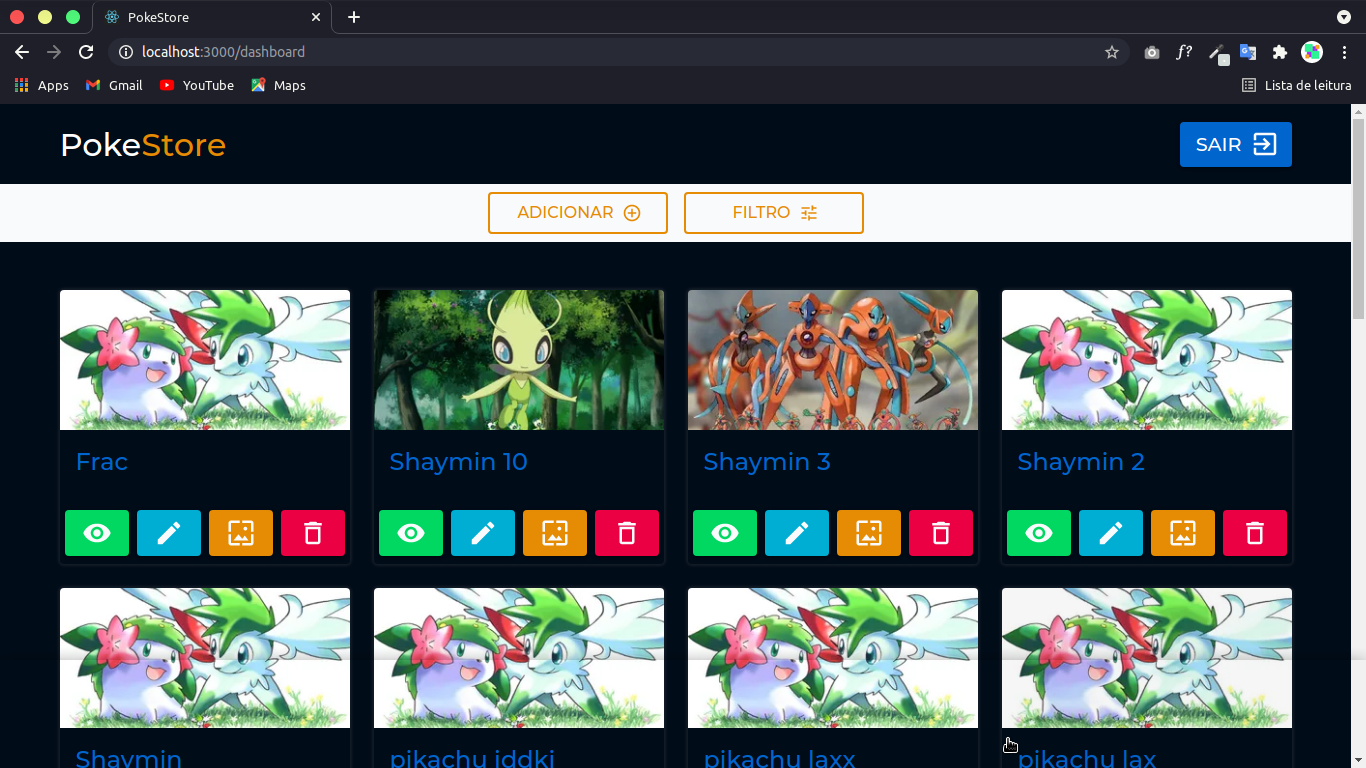 PokeStore
localhost:3000/dashboard
f?
Apps
Gmail
YouTube
Maps
Lista de leitura
PokeStore
SAIR
ADICIONAR
FILTRO
Frac
Shaymin 10
Shaymin 3
Shaymin 2
Shaymin
pikachu iddki
pikachu laxx
pikachu lax